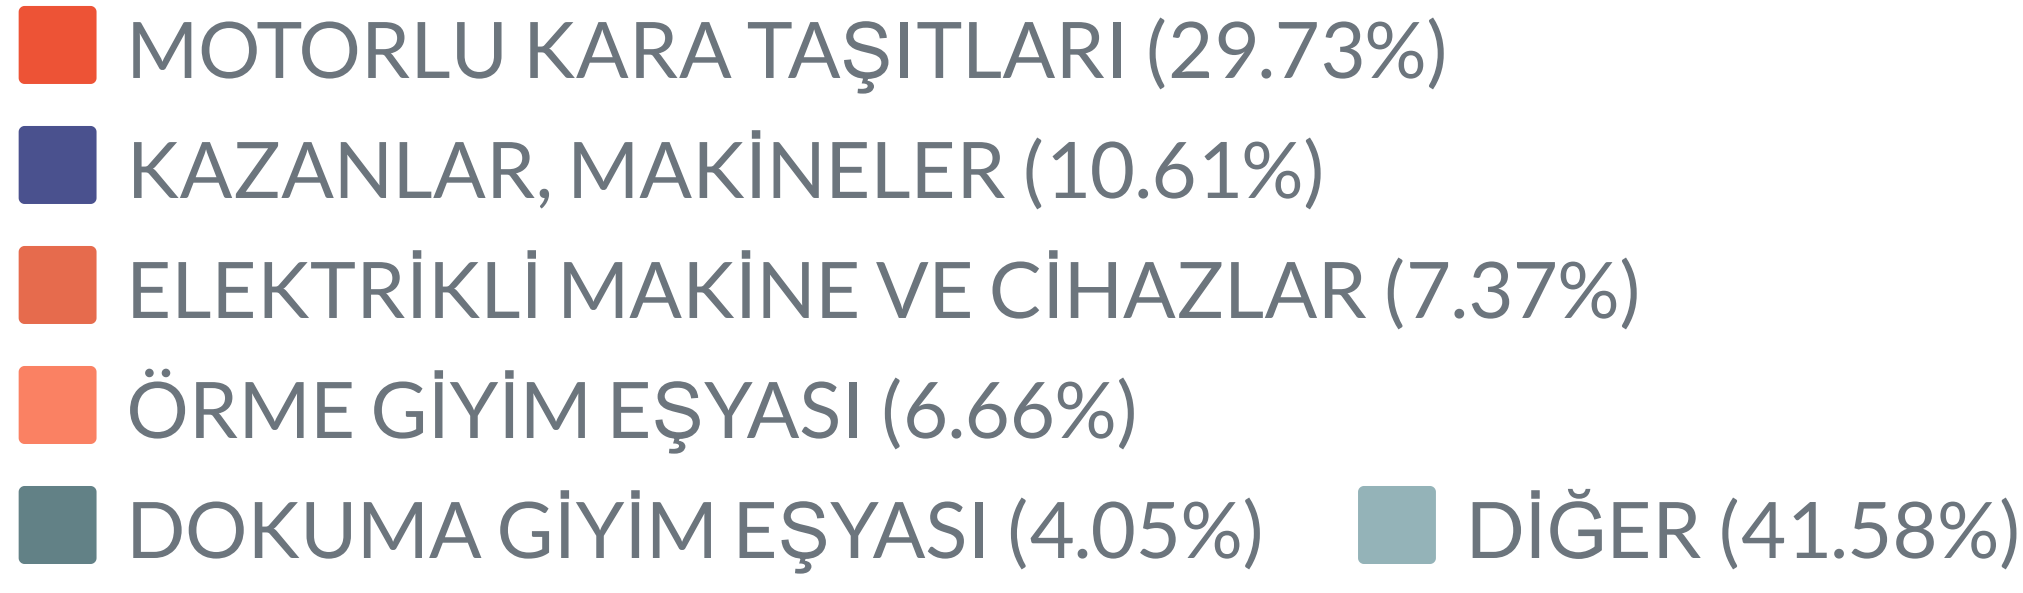 MOTORLU KARA TAŞITLARI (29.73%)
KAZANLAR, MAKİNELER (10.61%)
ELEKTRİKLİ MAKİNE VE CİHAZLAR (7.37%)
ÖRME GİYİM EŞYASI (6.66%)
DOKUMA GİYİM EŞYASI (4.05%) DİĞER (41.58%)